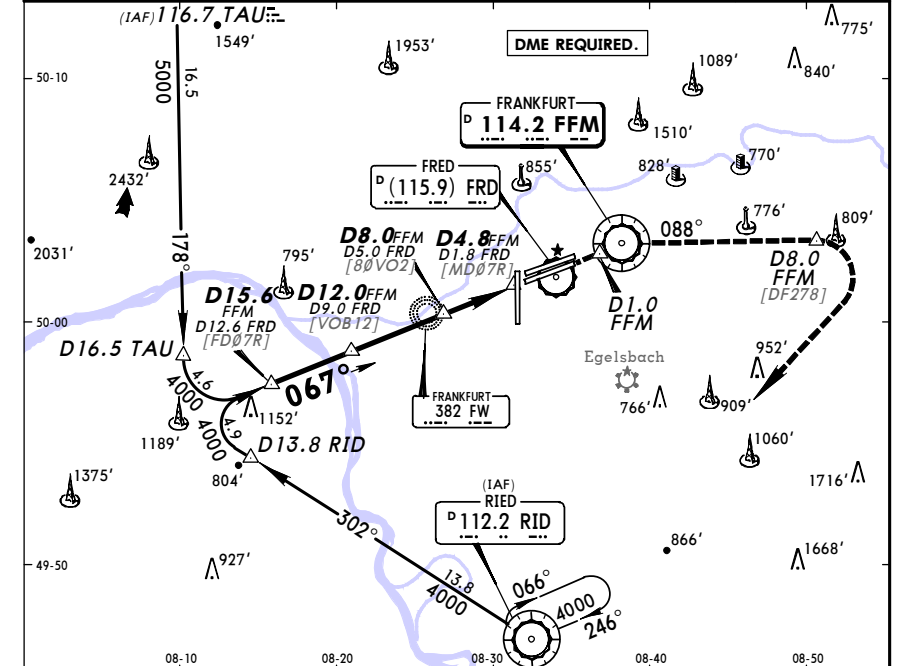 (IAF) 116.7 TAU
1549'
1953'
DME REQUIRED.
775'
1089'
840'
50-10
5000
16.5
FRANKFURT
D 114.2 FFM
1510'
FRED
D (115.9) FRD
855'
828'
770'
2432'
776'
809'
2031'
178°
795'
D8.0 FFM
D5.0 FRD
[80VO2]
D4.8 FFM
D1.8 FRD
[MD07R]
088°
D8.0
FFM
[DF278]
D15.6
FFM
D12.6 FRD
[FD07R]
D12.0 FFM
D9.0 FRD
[VOB12]
D1.0
FFM
50-00
D16.5 TAU
4.6
4000
067°
Egelsbach
952'
FRANKFURT
382 FW
766'
909'
1152'
1189'
4.9
4000
D13.8 RID
804'
1060'
1375'
1716'
(IAF)
RIED
D 112.2 RID
302°
866'
1668'
49-50
927'
13.8
4000
066°
4000
246°
08-10
08-20
08-30
08-40
08-50